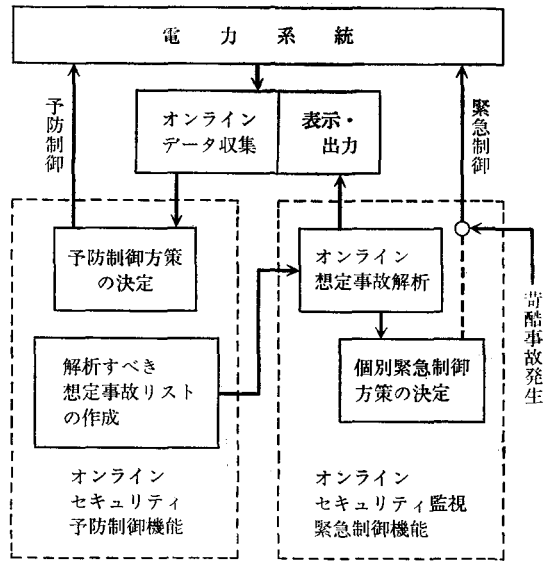 電力系統
予防制御
オンライン
データ収集
表示・
出力
緊急制御
予防制御方策
の決定
オンライン
想定事故解析
苛酷事故発生
解析すべき
想定事故リスト
の作成
個別緊急制御
方策の決定
オンライン
セキュリティ
予防制御機能
オンライン
セキュリティ監視
緊急制御機能